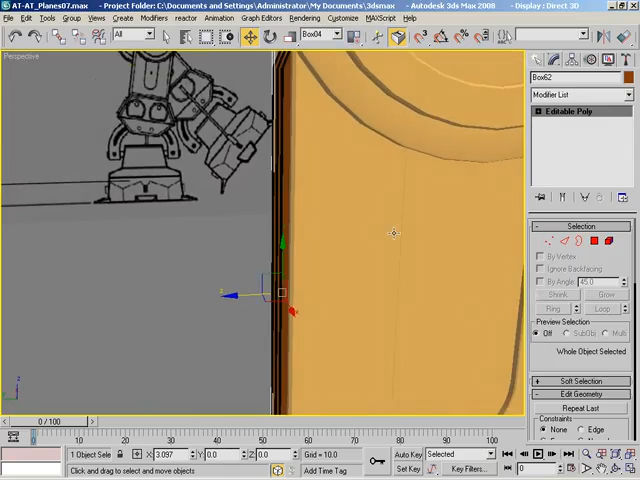 AT-AT_Planes07.max - Project Folder: C:\Documents and Settings\Administrator\My Documents\3dsmax - Autodesk 3ds Max 2008 - Display : Direct 3D
File Edit Tools Group Views Create Modifiers reactor Animation Graph Editors Rendering Customize MAXScript Help
All Box04
Perspective
Box62
Modifier List
Editable Poly
Selection
By Vertex
Ignore Backfacing
By Angle: 45.0
Shrink Grow
Ring Loop
Preview Selection
Off SubObj Multi
Whole Object Selected
Soft Selection
Edit Geometry
Repeat Last
Constraints
None Edge
0 / 100
0 10 20 30 40 50 60 70 80 90 100
1 Object Sele X: 3.097 Y: 0.0 Z: 0.0 Grid = 10.0 Auto Key Selected
Click and drag to select and move objects Add Time Tag Set Key Key Filters... 0